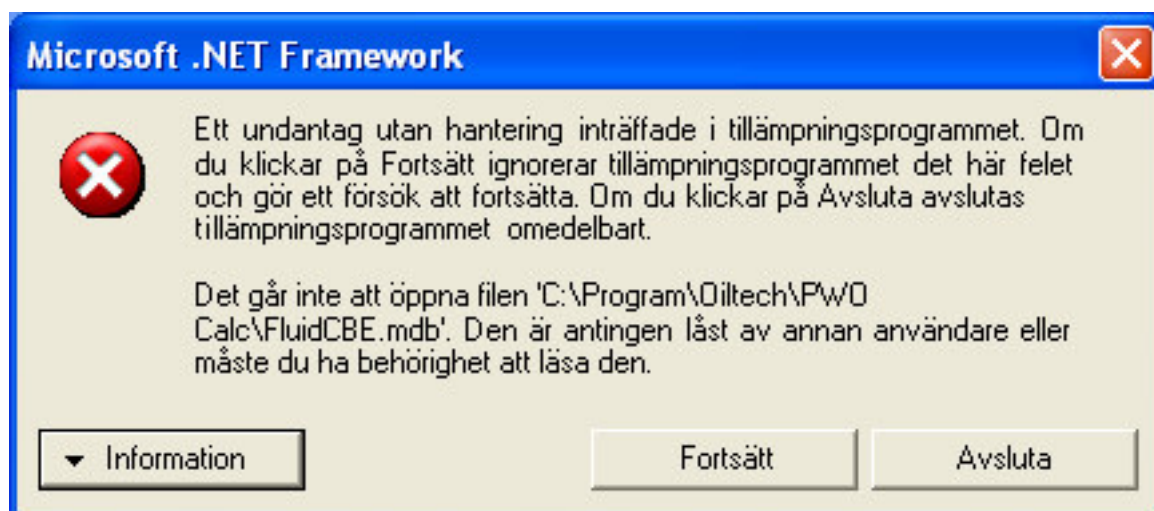 Microsoft .NET Framework
Ett undantag utan hantering inträffade i tillämpningsprogrammet. Om
du klickar på Fortsätt ignorerar tillämpningsprogrammet det här felet
och gör ett försök att fortsätta. Om du klickar på Avsluta avslutas
tillämpningsprogrammet omedelbart.
Det går inte att öppna filen 'C:\Program\Oiltech\PWO
Calc\FluidCBE.mdb'. Den är antingen låst av annan användare eller
måste du ha behörighet att läsa den.
Information
Fortsätt
Avsluta